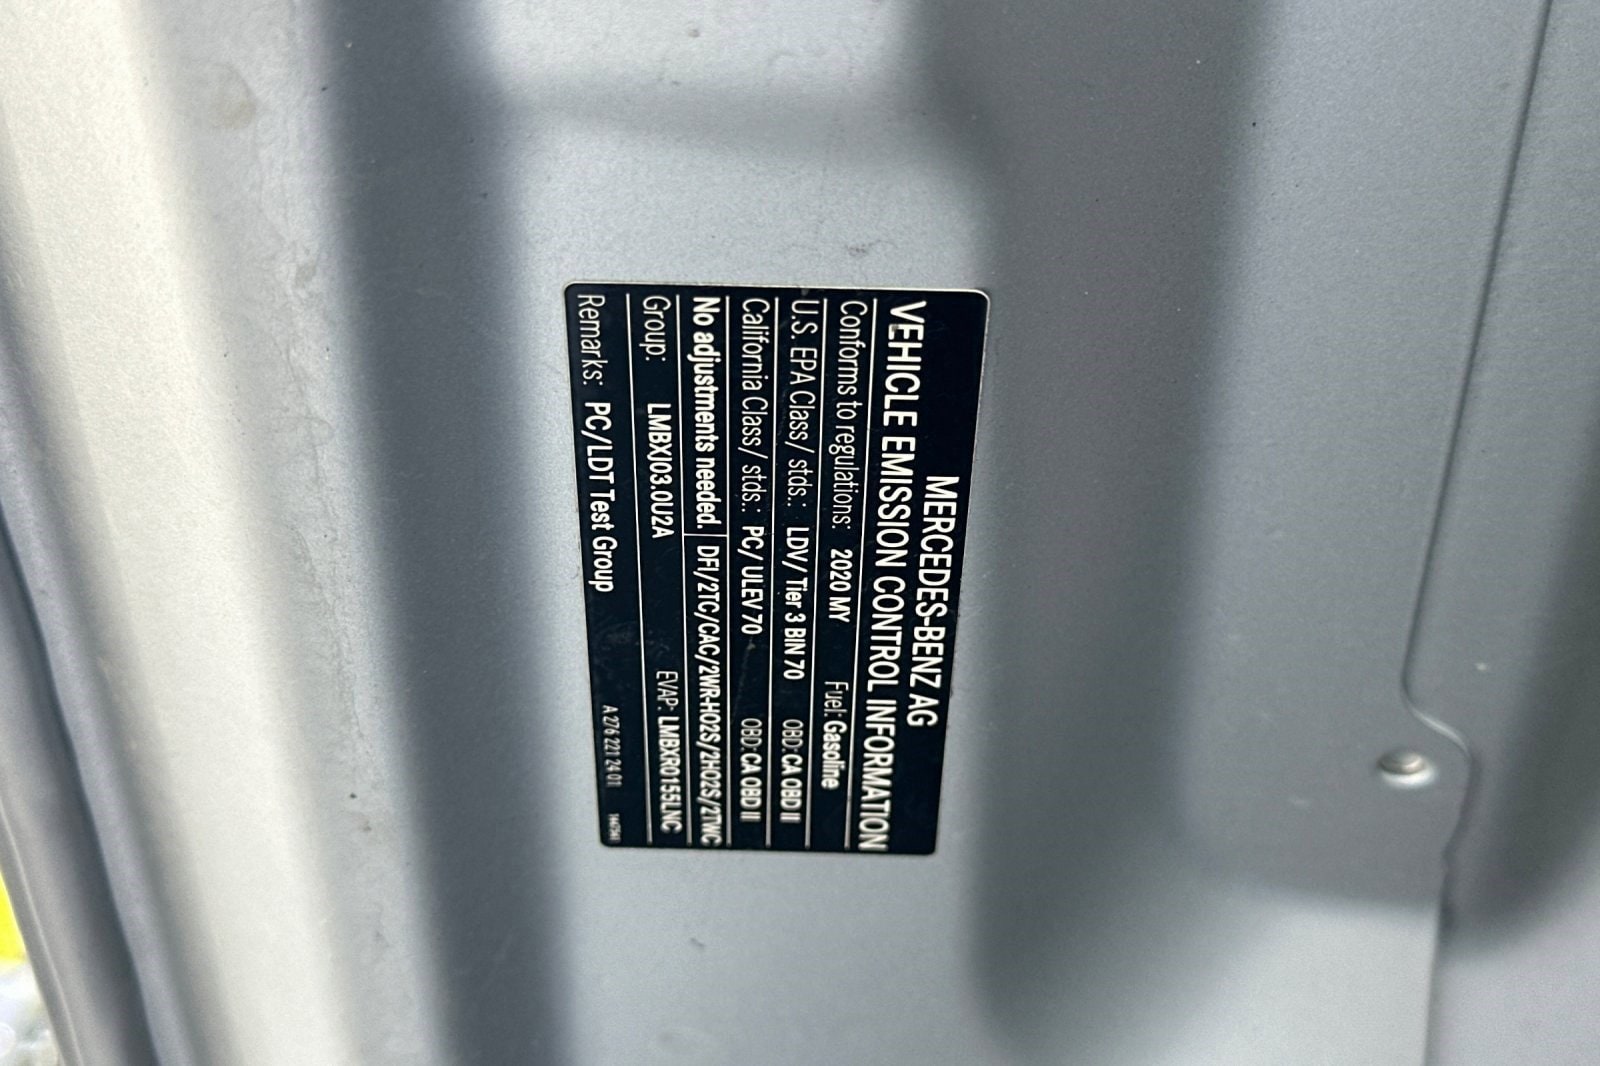 MERCEDES-BENZ AG
VEHICLE EMISSION CONTROL INFORMATION
Conforms to regulations: 2020 MY Fuel: Gasoline
U.S. EPA Class/ stds.: LDV/ Tier 3 BIN 70 OBD: CA OBD II
California Class/ stds.: PC/ ULEV 70 OBD: CA OBD II
No adjustments needed. DFI/2TC/CAC/2WR-HO2S/2HO2S/2TWC
Group: LMBXJ03.0U2A EVAP: LMBXR0155LNC
Remarks: PC/LDT Test Group A 276 221 24 01